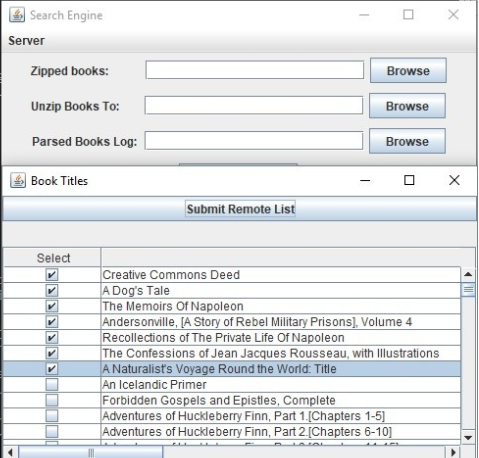 Search Engine
Server
Zipped books: Browse
Unzip Books To: Browse
Parsed Books Log: Browse
Book Titles
Submit Remote List
Select
Creative Commons Deed
A Dog's Tale
The Memoirs Of Napoleon
Andersonville, [A Story of Rebel Military Prisons], Volume 4
Recollections of The Private Life Of Napoleon
The Confessions of Jean Jacques Rousseau, with Illustrations
A Naturalist's Voyage Round the World: Title
An Icelandic Primer
Forbidden Gospels and Epistles, Complete
Adventures of Huckleberry Finn, Part 1.[Chapters 1-5]
Adventures of Huckleberry Finn, Part 2.[Chapters 6-10]